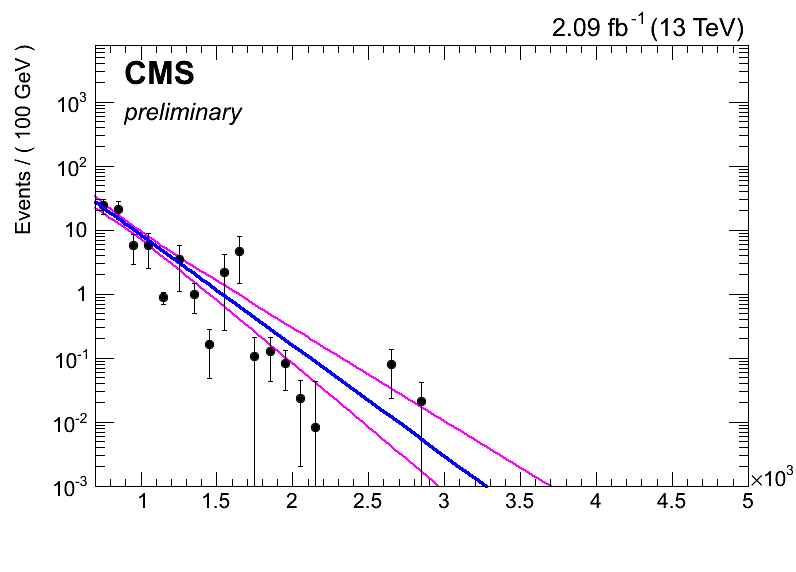 2.09 fb⁻¹ (13 TeV)
CMS
preliminary
Events / ( 100 GeV )
10³
10²
10
1
10⁻¹
10⁻²
10⁻³
1 1.5 2 2.5 3 3.5 4 4.5 5
×10³